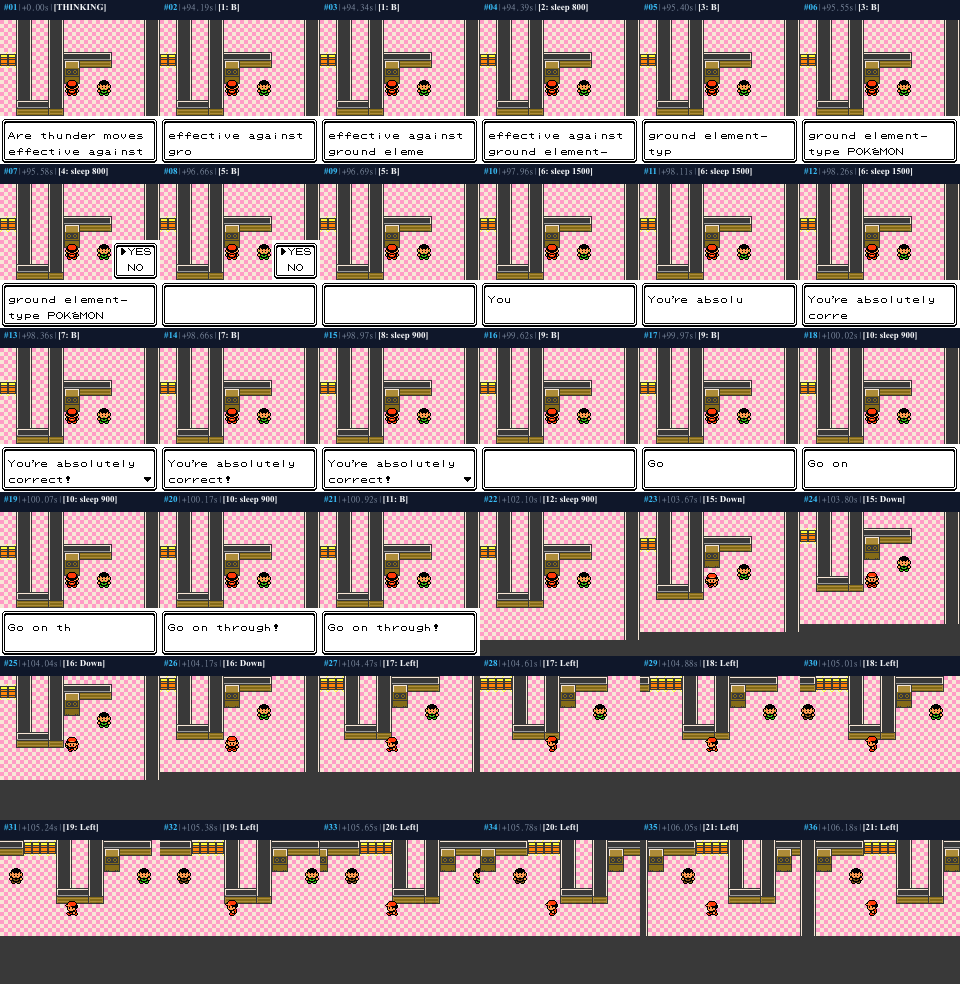 #01|+0.00s|[THINKING]
Are thunder moves
effective against
#02|+94.19s|[1: B]
effective against
gro
#03|+94.34s|[1: B]
effective against
ground eleme
#04|+94.39s|[2: sleep 800]
effective against
ground element-
#05|+95.40s|[3: B]
ground element-
typ
#06|+95.55s|[3: B]
ground element-
type POKéMON
#07|+95.58s|[4: sleep 800]
▶YES
NO
ground element-
type POKéMON
#08|+96.66s|[5: B]
▶YES
NO
#09|+96.69s|[5: B]
#10|+97.96s|[6: sleep 1500]
You
#11|+98.11s|[6: sleep 1500]
You're absolu
#12|+98.26s|[6: sleep 1500]
You're absolutely
corre
#13|+98.36s|[7: B]
You're absolutely
correct!
#14|+98.66s|[7: B]
You're absolutely
correct!
#15|+98.97s|[8: sleep 900]
You're absolutely
correct!
#16|+99.62s|[9: B]
#17|+99.97s|[9: B]
Go
#18|+100.02s|[10: sleep 900]
Go on
#19|+100.07s|[10: sleep 900]
Go on th
#20|+100.17s|[10: sleep 900]
Go on through!
#21|+100.92s|[11: B]
Go on through!
#22|+102.10s|[12: sleep 900]
#23|+103.67s|[15: Down]
#24|+103.80s|[15: Down]
#25|+104.04s|[16: Down]
#26|+104.17s|[16: Down]
#27|+104.47s|[17: Left]
#28|+104.61s|[17: Left]
#29|+104.88s|[18: Left]
#30|+105.01s|[18: Left]
#31|+105.24s|[19: Left]
#32|+105.38s|[19: Left]
#33|+105.65s|[20: Left]
#34|+105.78s|[20: Left]
#35|+106.05s|[21: Left]
#36|+106.18s|[21: Left]